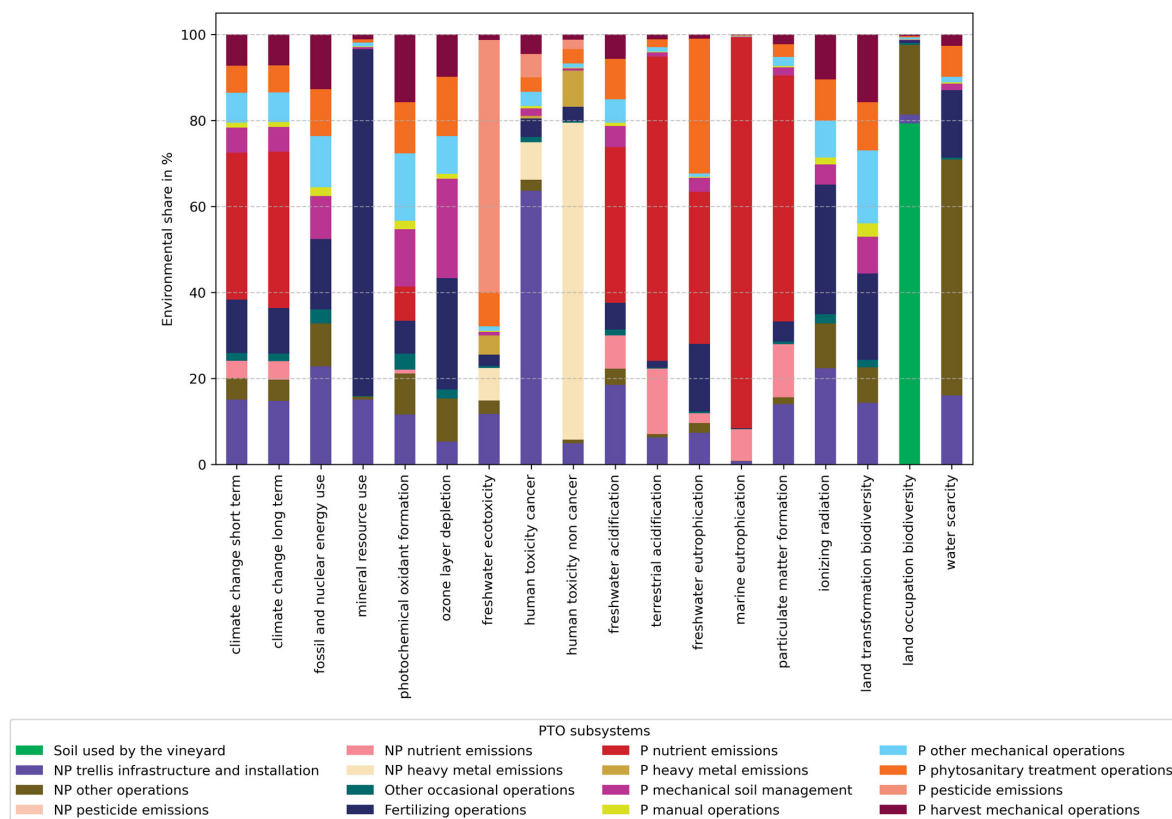 100
80
60
40
20
0
Environmental share in %
climate change short term
climate change long term
fossil and nuclear energy use
mineral resource use
photochemical oxidant formation
ozone layer depletion
freshwater ecotoxicity
human toxicity cancer
human toxicity non cancer
freshwater acidification
terrestrial acidification
freshwater eutrophication
marine eutrophication
particulate matter formation
ionizing radiation
land transformation biodiversity
land occupation biodiversity
water scarcity
PTO subsystems
Soil used by the vineyard
NP trellis infrastructure and installation
NP other operations
NP pesticide emissions
NP nutrient emissions
NP heavy metal emissions
Other occasional operations
Fertilizing operations
P nutrient emissions
P heavy metal emissions
P mechanical soil management
P manual operations
P other mechanical operations
P phytosanitary treatment operations
P pesticide emissions
P harvest mechanical operations